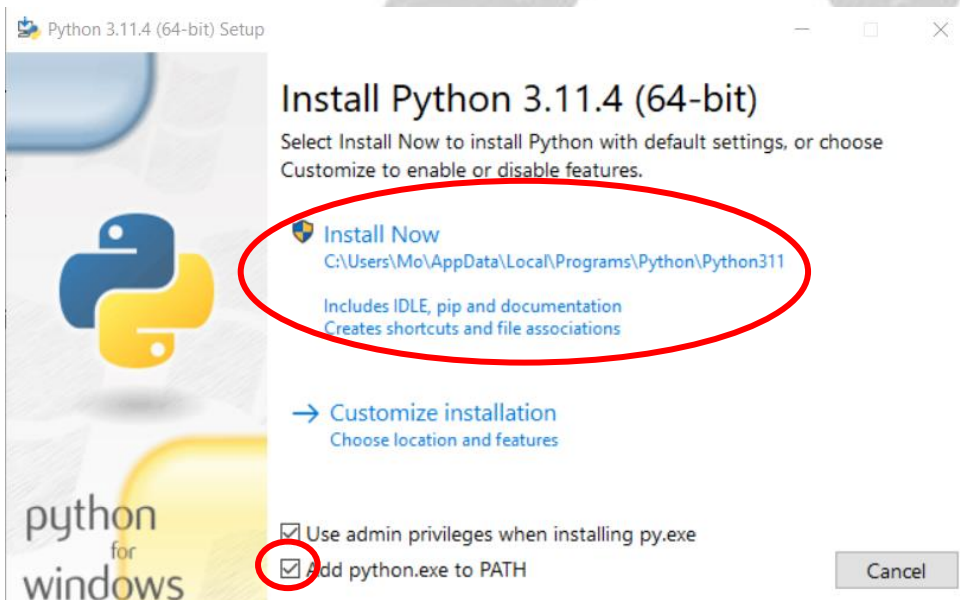 Python 3.11.4 (64-bit) Setup
Install Python 3.11.4 (64-bit)
Select Install Now to install Python with default settings, or choose
Customize to enable or disable features.
Install Now
C:\Users\Mo\AppData\Local\Programs\Python\Python311
Includes IDLE, pip and documentation
Creates shortcuts and file associations
Customize installation
Choose location and features
python
for
windows
Use admin privileges when installing py.exe
Add python.exe to PATH
Cancel